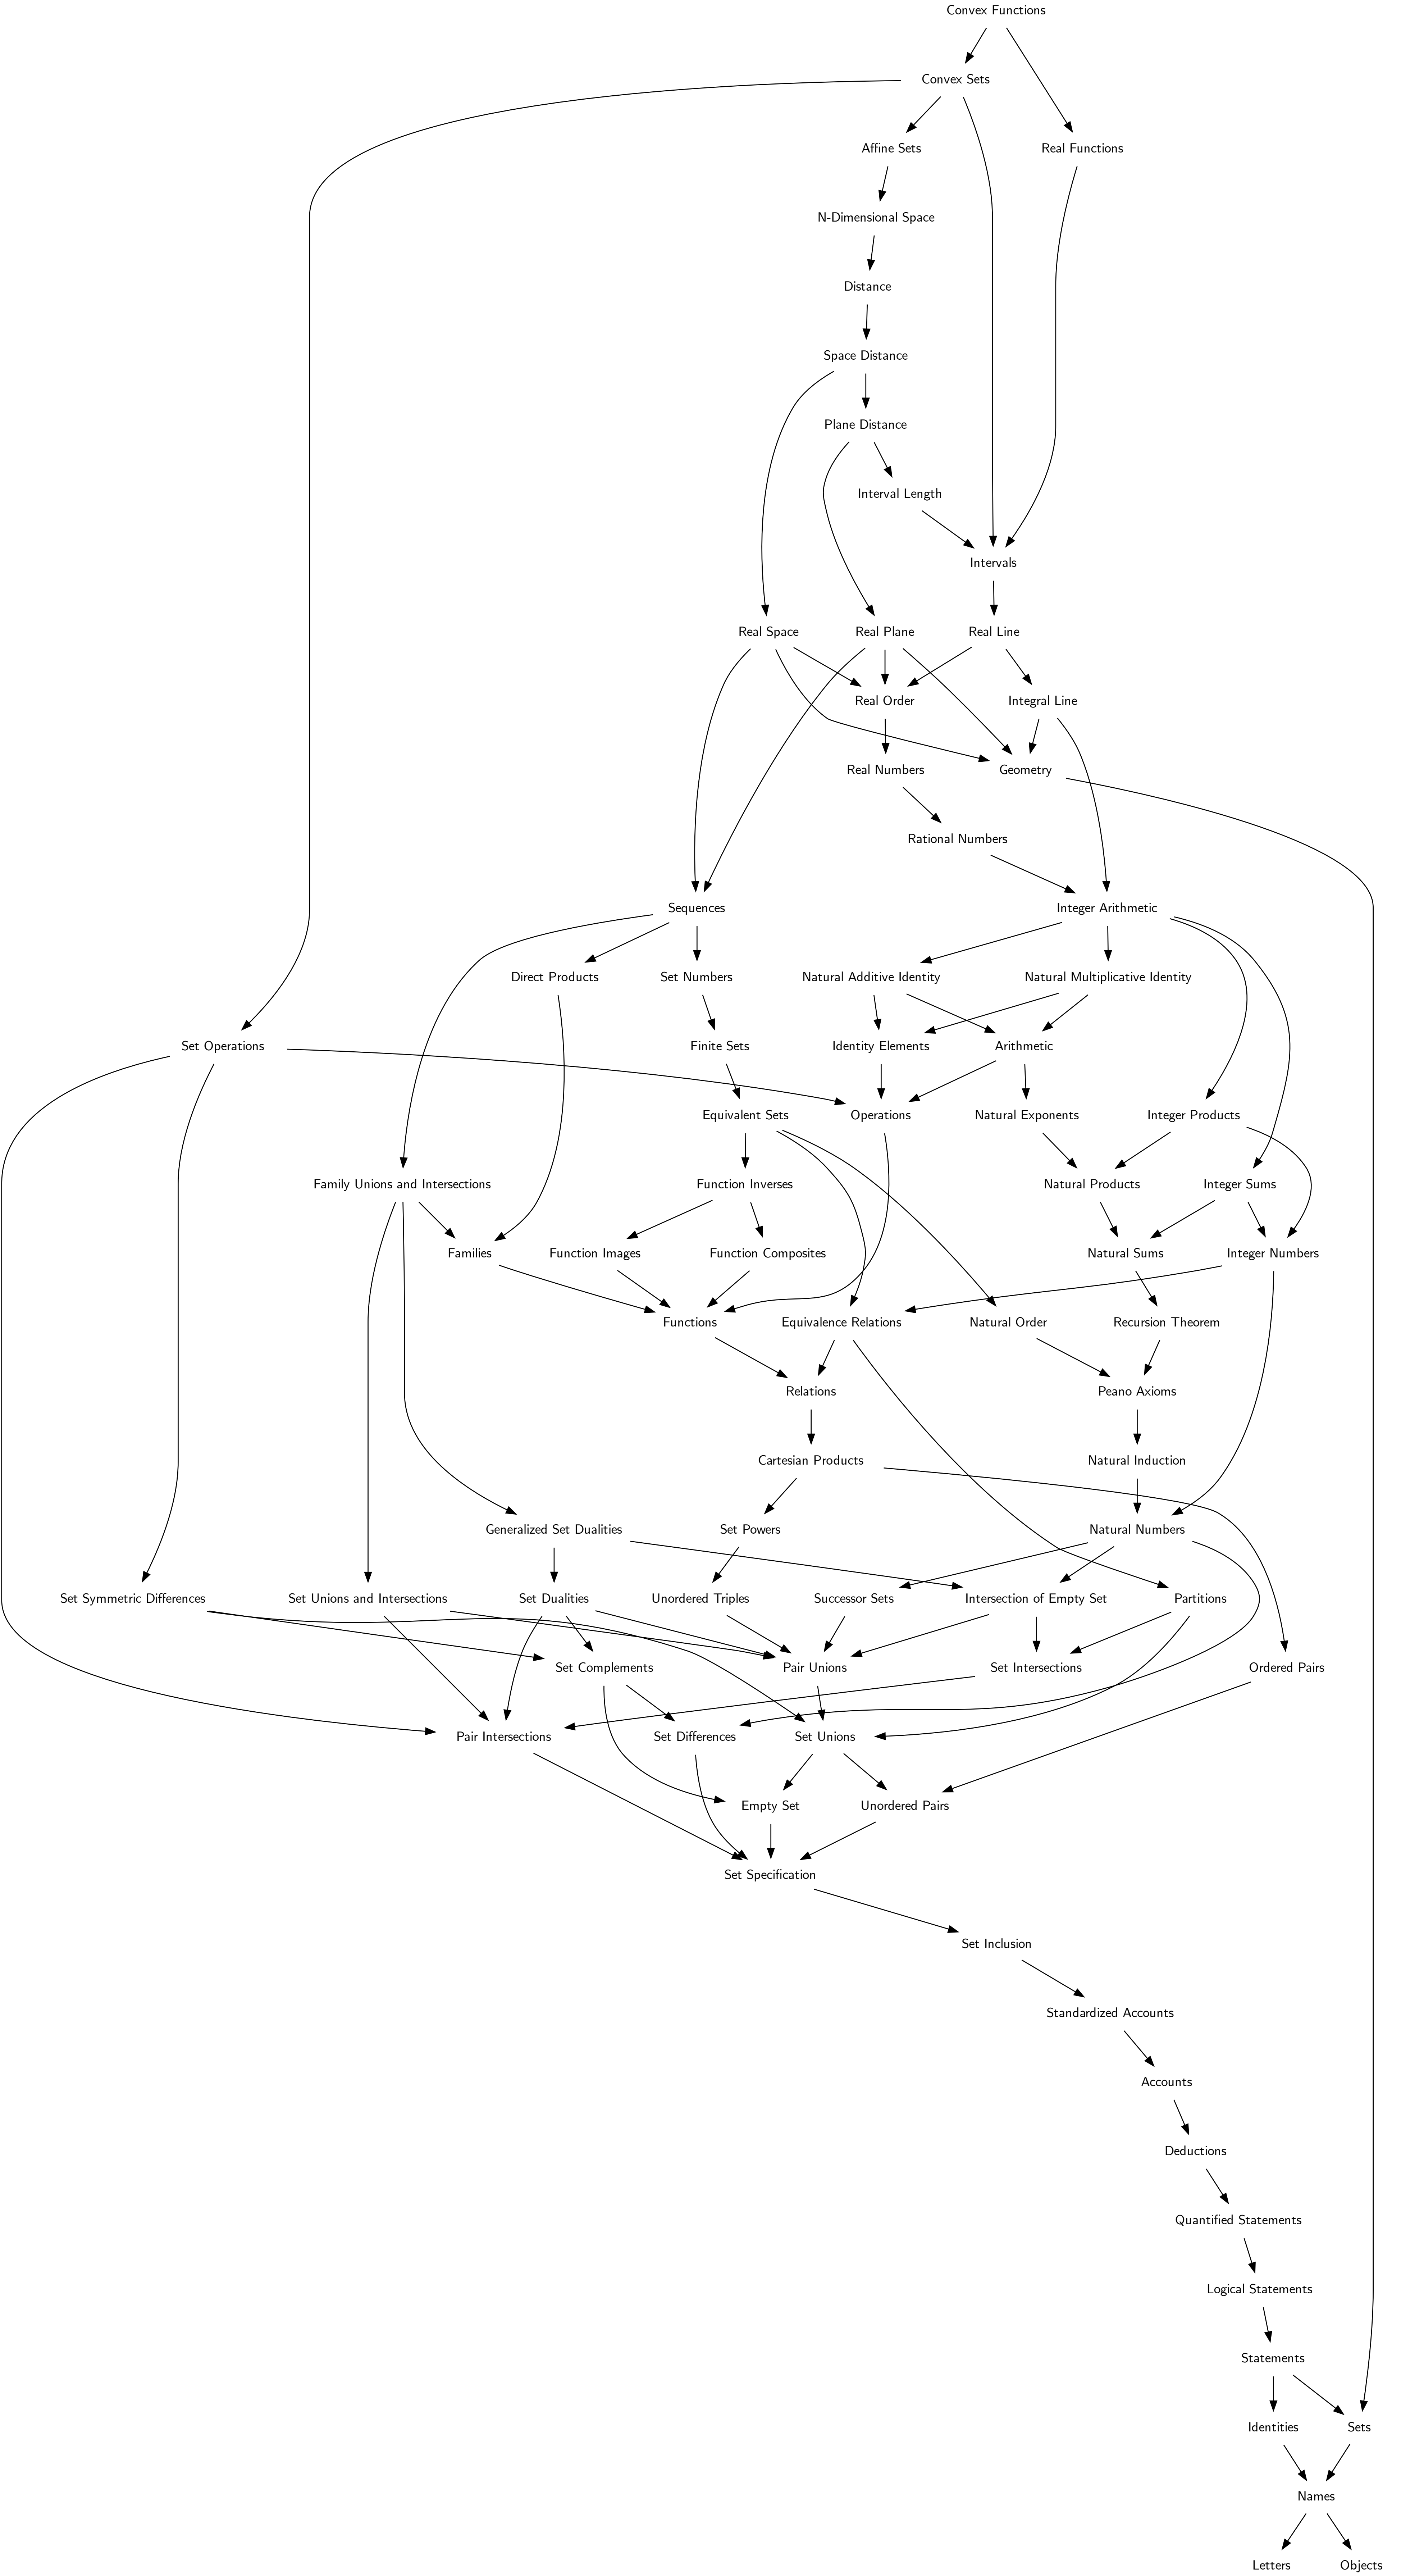 Convex Functions
Convex Sets
Affine Sets
Real Functions
N-Dimensional Space
Distance
Space Distance
Plane Distance
Interval Length
Intervals
Real Space
Real Plane
Real Line
Real Order
Integral Line
Real Numbers
Geometry
Rational Numbers
Sequences
Integer Arithmetic
Direct Products
Set Numbers
Natural Additive Identity
Natural Multiplicative Identity
Set Operations
Finite Sets
Identity Elements
Arithmetic
Equivalent Sets
Operations
Natural Exponents
Integer Products
Family Unions and Intersections
Function Inverses
Natural Products
Integer Sums
Families
Function Images
Function Composites
Natural Sums
Integer Numbers
Functions
Equivalence Relations
Natural Order
Recursion Theorem
Relations
Peano Axioms
Cartesian Products
Natural Induction
Generalized Set Dualities
Set Powers
Natural Numbers
Set Symmetric Differences
Set Unions and Intersections
Set Dualities
Unordered Triples
Successor Sets
Intersection of Empty Set
Partitions
Set Complements
Pair Unions
Set Intersections
Ordered Pairs
Pair Intersections
Set Differences
Set Unions
Empty Set
Unordered Pairs
Set Specification
Set Inclusion
Standardized Accounts
Accounts
Deductions
Quantified Statements
Logical Statements
Statements
Identities
Sets
Names
Letters
Objects